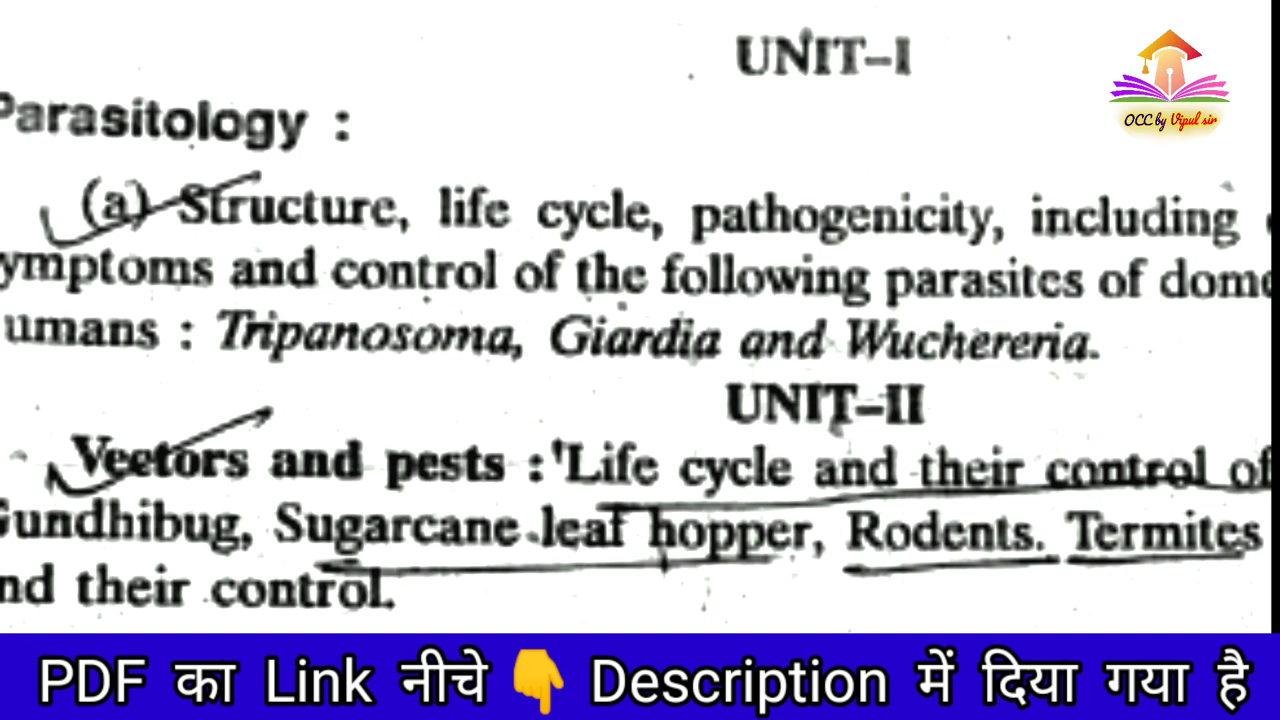 UNIT–I
OCC by Vipul sir
Parasitology :
(a) Structure, life cycle, pathogenicity, including
ymptoms and control of the following parasites of dome
umans : Tripanosoma, Giardia and Wuchereria.
UNIT–II
Vectors and pests : Life cycle and their control of
Gundhibug, Sugarcane leaf hopper, Rodents. Termites
nd their control.
PDF का Link नीचे 👇 Description में दिया गया है